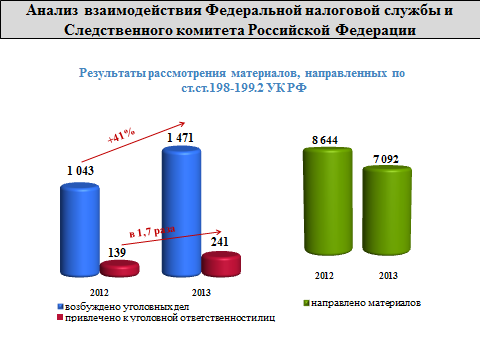 Анализ взаимодействия Федеральной налоговой службы и
Следственного комитета Российской Федерации
Результаты рассмотрения материалов, направленных по
ст.ст.198-199.2 УК РФ
+41%
1 471
1 043
в 1,7 раза
139
241
2012
2013
возбуждено уголовных дел
привлечено к уголовной ответственности лиц
8 644
7 092
2012
2013
направлено материалов